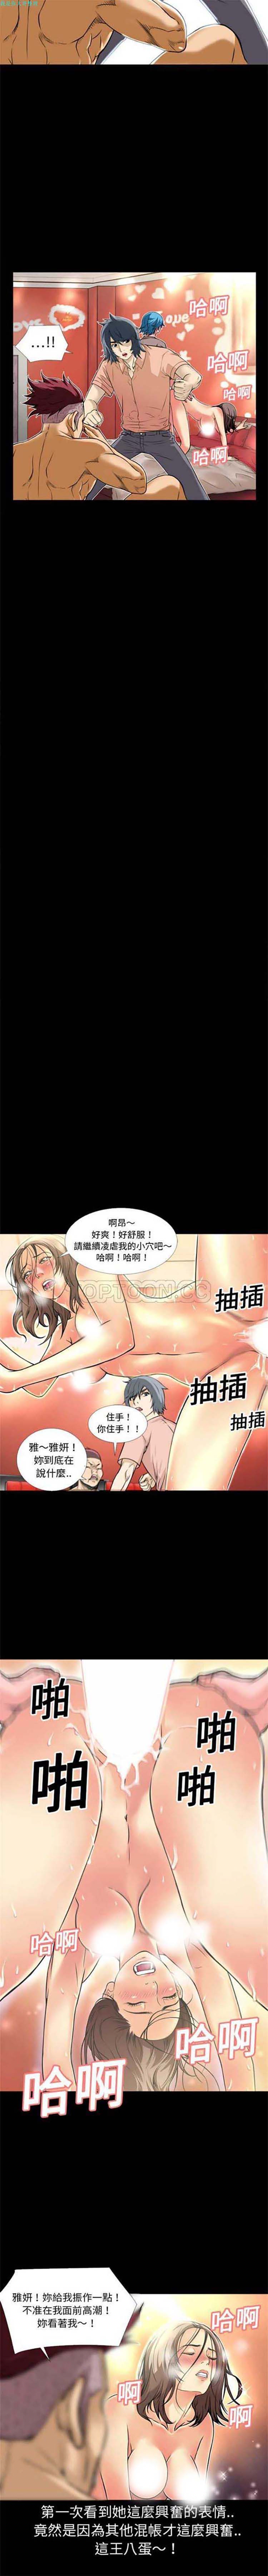 ...!!
哈啊
哈啊
哈啊
哈啊
啊昂～
好爽！好舒服！
請繼續凌虐我的小穴吧～
哈啊！哈啊！
TOPTOON.CC
抽插
抽插
抽插
住手！
你住手！！
雅～雅妍！
妳到底在
說什麼..
啪
啪
啪
啪
哈啊
哈啊
哈啊
雅妍！妳給我振作一點！
不准在我面前高潮！
妳看著我～！
哈啊
啊
哈啊
第一次看到她這麼興奮的表情..
竟然是因為其他混帳才這麼興奮..
這王八蛋～！